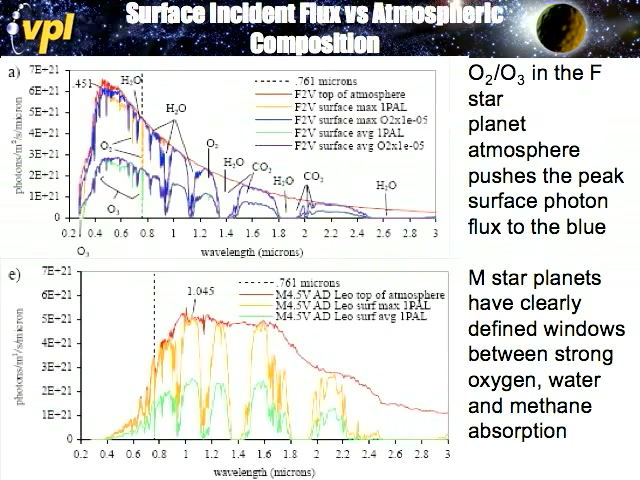 Surface Incident Flux vs Atmospheric
Composition
vpl
a)
7E+21
6E+21
5E+21
4E+21
3E+21
2E+21
1E+21
0
photons/m²/s/micron
.451
H₂O
H₂O
O₂
O₂
O₃
O₃
H₂O
CO₂
H₂O
CO₂
H₂O
.761 microns
F2V top of atmosphere
F2V surface max 1PAL
F2V surface max O2x1e-05
F2V surface avg 1PAL
F2V surface avg O2x1e-05
0.2 0.4 0.6 0.8 1 1.2 1.4 1.6 1.8 2 2.2 2.4 2.6 2.8 3
wavelength (microns)
O₂/O₃ in the F
star
planet
atmosphere
pushes the peak
surface photon
flux to the blue
e)
7E+21
6E+21
5E+21
4E+21
3E+21
2E+21
1E+21
0
photons/m²/s/micron
1.045
.761 microns
M4.5V AD Leo top of atmosphere
M4.5V AD Leo surf max 1PAL
M4.5V AD Leo surf avg 1PAL
0.2 0.4 0.6 0.8 1 1.2 1.4 1.6 1.8 2 2.2 2.4 2.6 2.8 3
wavelength (microns)
M star planets
have clearly
defined windows
between strong
oxygen, water
and methane
absorption